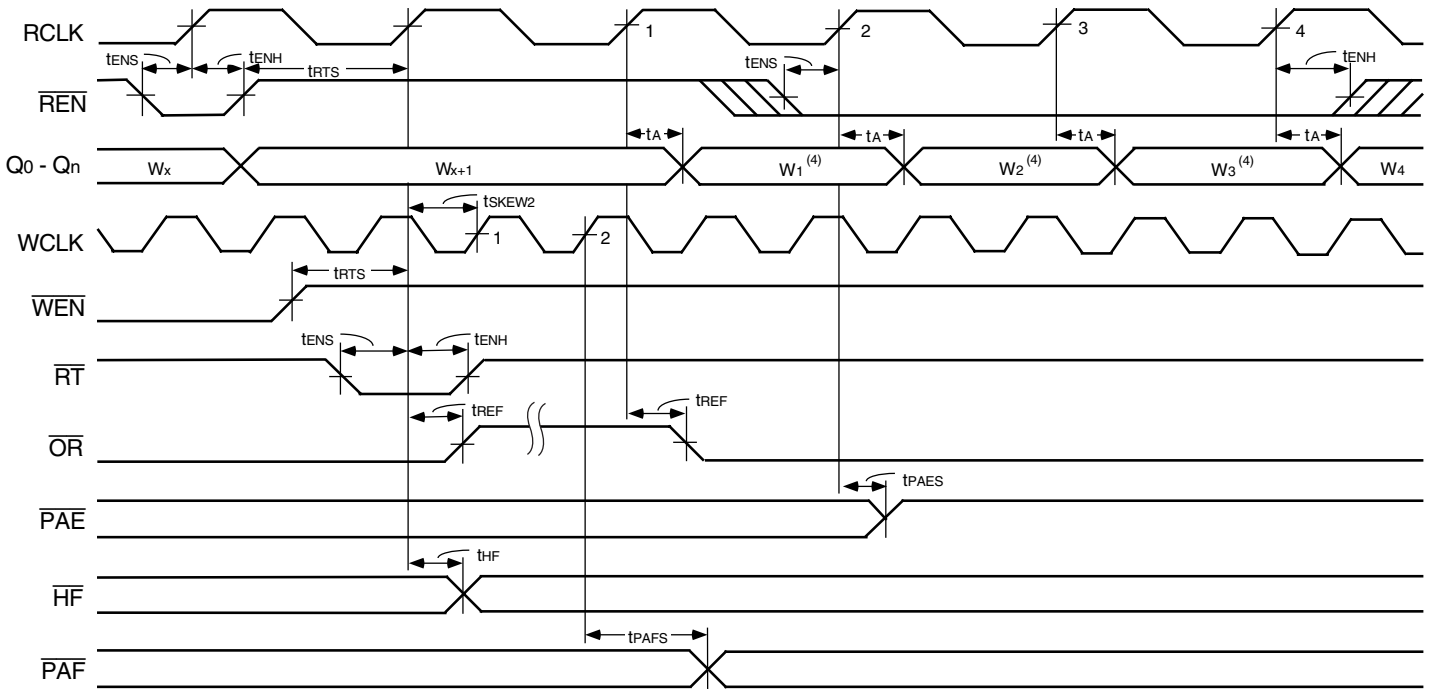 RCLK 1 2 3 4
tENS tENH tRTS tENS tENH
REN
tA tA tA tA
Q0 - Qn Wx Wx+1 W1(4) W2(4) W3(4) W4
tSKEW2
WCLK 1 2
tRTS
WEN
tENS tENH
RT
tREF tREF
OR
tPAES
PAE
tHF
HF
tPAFS
PAF